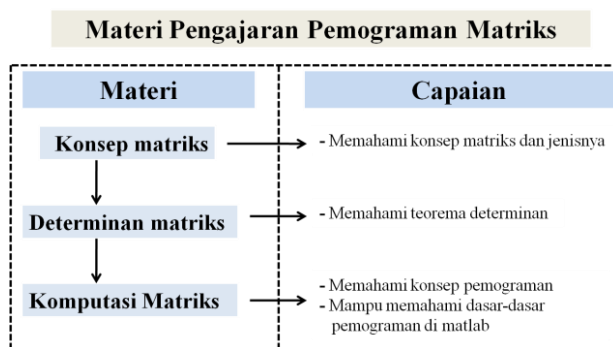 Materi Pengajaran Pemograman Matriks
Materi
Capaian
Konsep matriks
- Memahami konsep matriks dan jenisnya
Determinan matriks
- Memahami teorema determinan
Komputasi Matriks
- Memahami konsep pemograman
- Mampu memahami dasar-dasar
pemograman di matlab